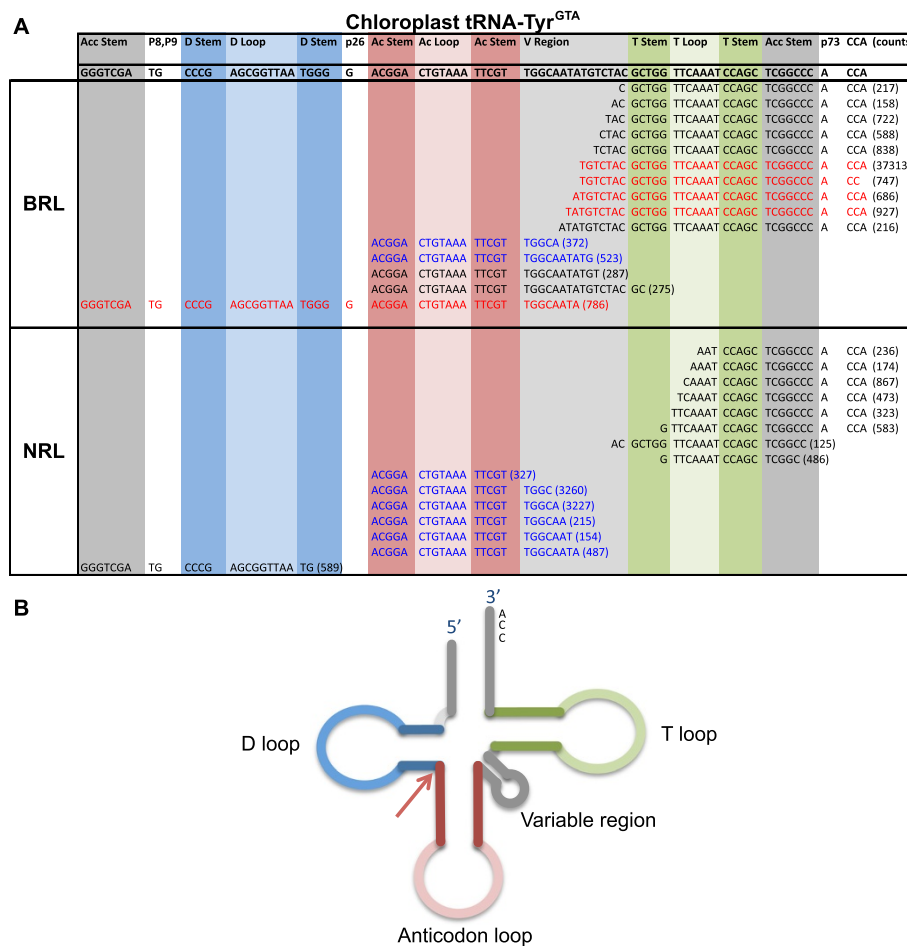 Chloroplast tRNA-Tyr^GTA
A
Acc Stem P8,P9 D Stem D Loop D Stem p26 Ac Stem Ac Loop Ac Stem V Region T Stem T Loop T Stem Acc Stem p73 CCA (counts
GGGTCGA TG CCCG AGCGGTTAA TGGG G ACGGA CTGTAAA TTCGT TGGCAATATGTCTAC GCTGG TTCAAAT CCAGC TCGGCCC A CCA
BRL
C GCTGG TTCAAAT CCAGC TCGGCCC A CCA (217)
AC GCTGG TTCAAAT CCAGC TCGGCCC A CCA (158)
TAC GCTGG TTCAAAT CCAGC TCGGCCC A CCA (722)
CTAC GCTGG TTCAAAT CCAGC TCGGCCC A CCA (588)
TCTAC GCTGG TTCAAAT CCAGC TCGGCCC A CCA (838)
TGTCTAC GCTGG TTCAAAT CCAGC TCGGCCC A CCA (37313
TGTCTAC GCTGG TTCAAAT CCAGC TCGGCCC A CC (747)
ATGTCTAC GCTGG TTCAAAT CCAGC TCGGCCC A CCA (686)
TATGTCTAC GCTGG TTCAAAT CCAGC TCGGCCC A CCA (927)
ATATGTCTAC GCTGG TTCAAAT CCAGC TCGGCCC A CCA (216)
ACGGA CTGTAAA TTCGT TGGCA (372)
ACGGA CTGTAAA TTCGT TGGCAATATG (523)
ACGGA CTGTAAA TTCGT TGGCAATATGT (287)
ACGGA CTGTAAA TTCGT TGGCAATATGTCTAC GC (275)
GGGTCGA TG CCCG AGCGGTTAA TGGG G ACGGA CTGTAAA TTCGT TGGCAATA (786)
NRL
AAT CCAGC TCGGCCC A CCA (236)
AAAT CCAGC TCGGCCC A CCA (174)
CAAAT CCAGC TCGGCCC A CCA (867)
TCAAAT CCAGC TCGGCCC A CCA (473)
TTCAAAT CCAGC TCGGCCC A CCA (323)
G TTCAAAT CCAGC TCGGCCC A CCA (583)
AC GCTGG TTCAAAT CCAGC TCGGCC (125)
G TTCAAAT CCAGC TCGGC (486)
ACGGA CTGTAAA TTCGT (327)
ACGGA CTGTAAA TTCGT TGGC (3260)
ACGGA CTGTAAA TTCGT TGGCA (3227)
ACGGA CTGTAAA TTCGT TGGCAA (215)
ACGGA CTGTAAA TTCGT TGGCAAT (154)
ACGGA CTGTAAA TTCGT TGGCAATA (487)
GGGTCGA TG CCCG AGCGGTTAA TG (589)
B
3’
5’
A
C
C
D loop
T loop
Variable region
Anticodon loop